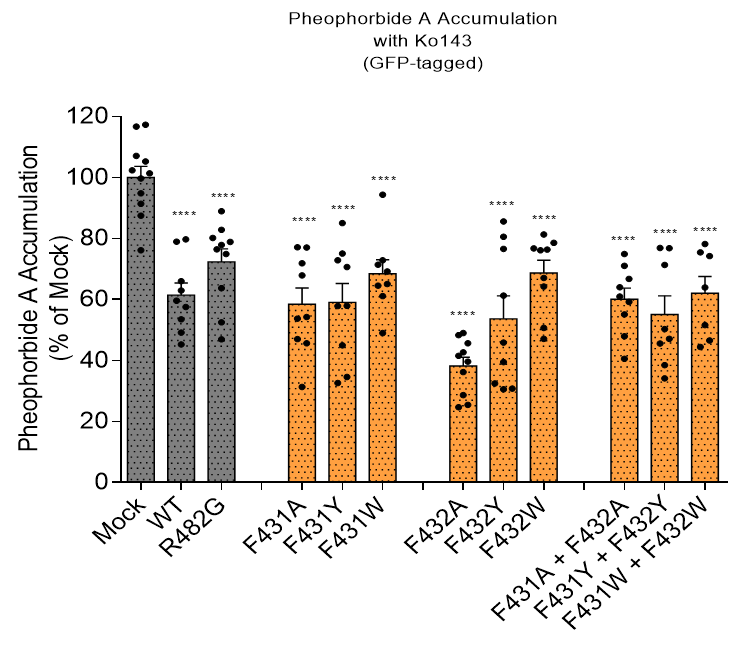 Pheophorbide A Accumulation
with Ko143
(GFP-tagged)
Pheophorbide A Accumulation
(% of Mock)
120
100
80
60
40
20
0
****
****
****
****
****
****
****
****
****
****
****
Mock
WT
R482G
F431A
F431Y
F431W
F432A
F432Y
F432W
F431A + F432A
F431Y + F432Y
F431W + F432W